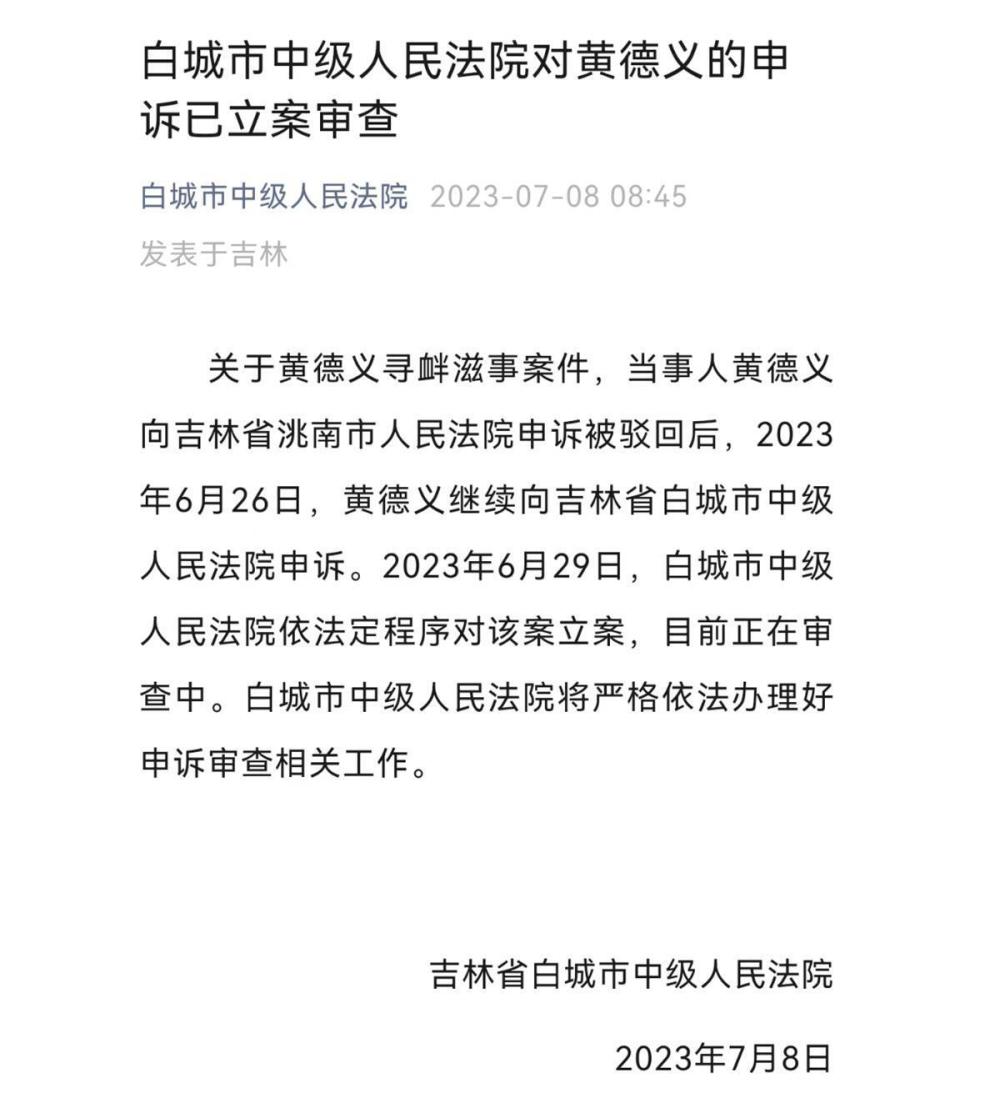 白城市中级人民法院对黄德义的申
诉已立案审查
白城市中级人民法院 2023-07-08 08:45
发表于吉林
关于黄德义寻衅滋事案件，当事人黄德义
向吉林省洮南市人民法院申诉被驳回后，2023
年6月26日，黄德义继续向吉林省白城市中级
人民法院申诉。2023年6月29日，白城市中级
人民法院依法定程序对该案立案，目前正在审
查中。白城市中级人民法院将严格依法办理好
申诉审查相关工作。
吉林省白城市中级人民法院
2023年7月8日